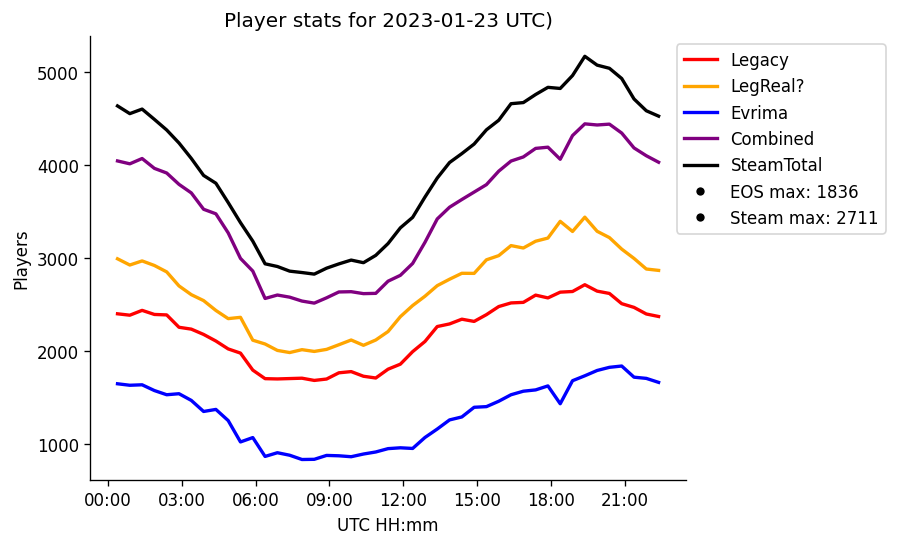 Player stats for 2023-01-23 UTC)
Legacy
LegReal?
Evrima
Combined
SteamTotal
EOS max: 1836
Steam max: 2711
Players
5000
4000
3000
2000
1000
00:00 03:00 06:00 09:00 12:00 15:00 18:00 21:00
UTC HH:mm